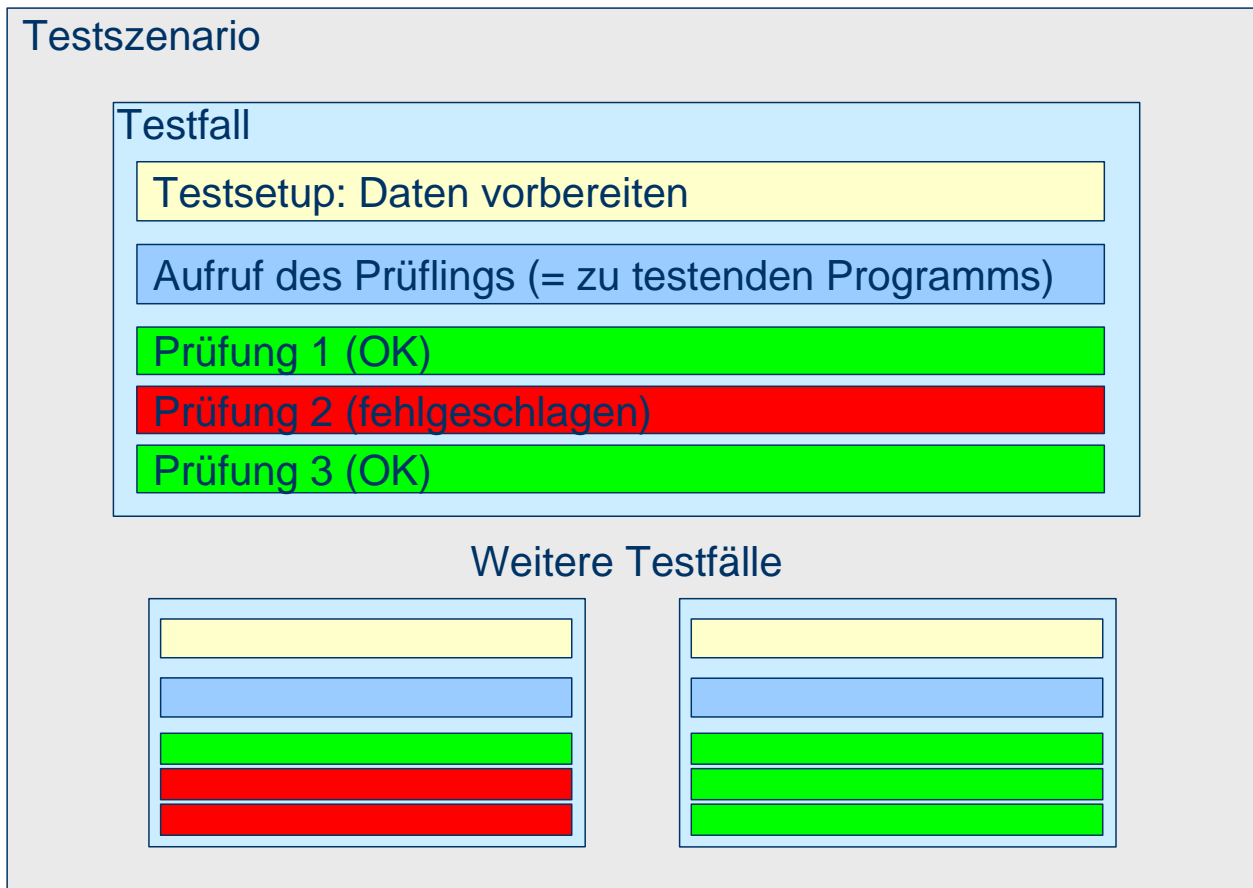 Testszenario
Testfall
Testsetup: Daten vorbereiten
Aufruf des Prüflings (= zu testenden Programms)
Prüfung 1 (OK)
Prüfung 2 (fehlgeschlagen)
Prüfung 3 (OK)
Weitere Testfälle